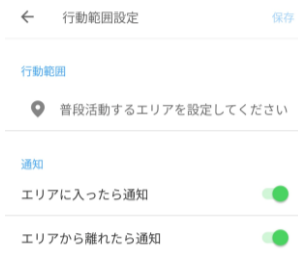 行動範囲設定 保存
行動範囲
普段活動するエリアを設定してください
通知
エリアに入ったら通知
エリアから離れたら通知